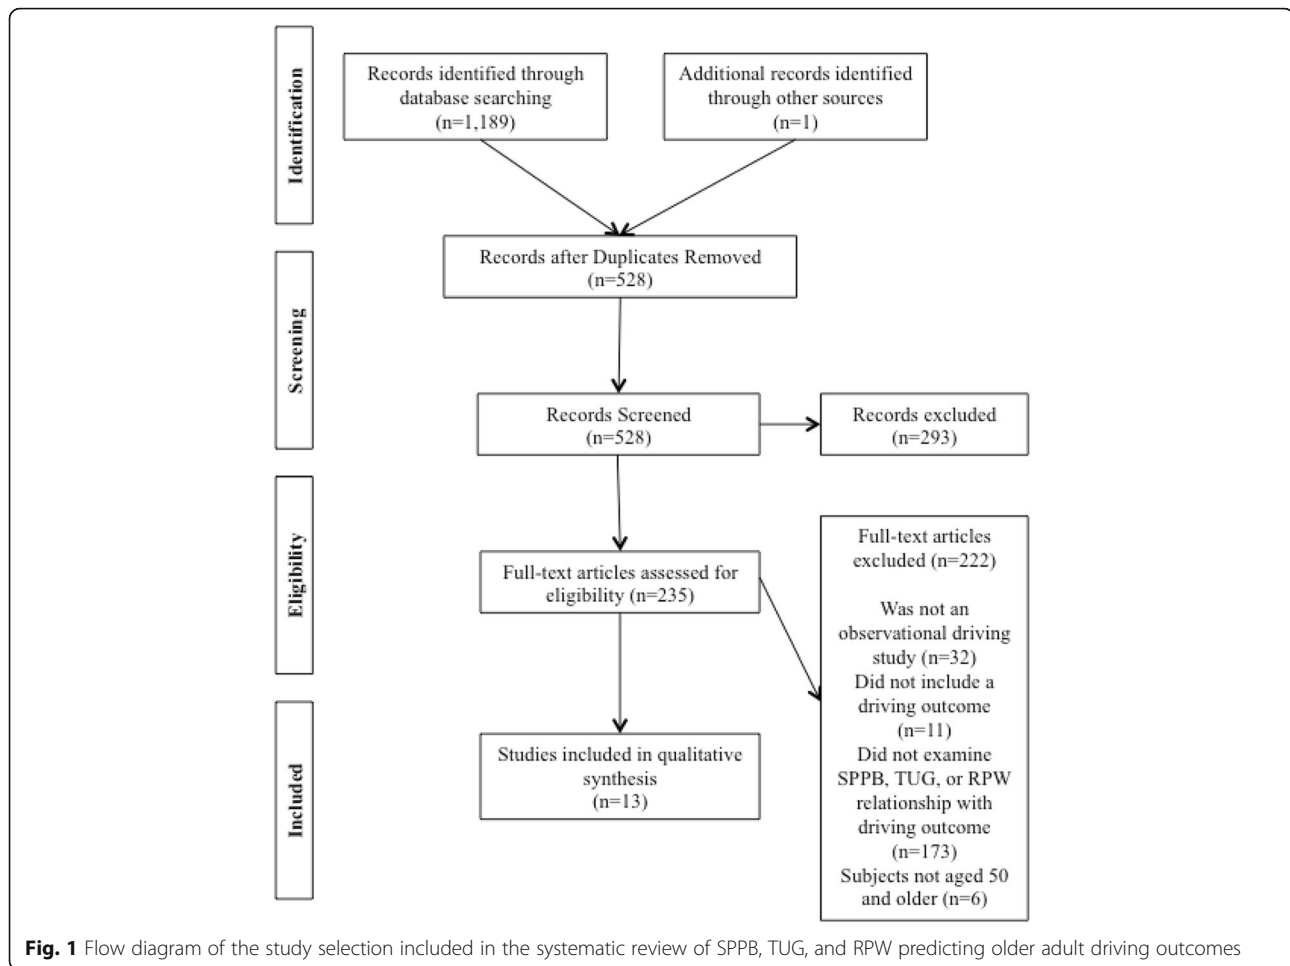 Identification
Records identified through
database searching
(n=1,189)
Additional records identified
through other sources
(n=1)
Screening
Records after Duplicates Removed
(n=528)
Records Screened
(n=528)
Records excluded
(n=293)
Eligibility
Full-text articles assessed for
eligibility (n=235)
Full-text articles
excluded (n=222)
Was not an
observational driving
study (n=32)
Did not include a
driving outcome
(n=11)
Did not examine
SPPB, TUG, or RPW
relationship with
driving outcome
(n=173)
Subjects not aged 50
and older (n=6)
Included
Studies included in qualitative
synthesis
(n=13)
Fig. 1 Flow diagram of the study selection included in the systematic review of SPPB, TUG, and RPW predicting older adult driving outcomes